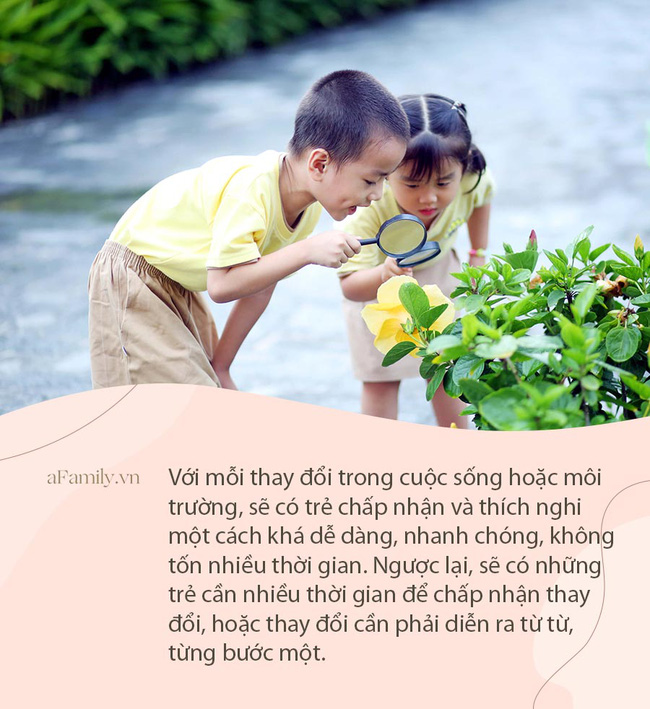 aFamily.vn
Với mỗi thay đổi trong cuộc sống hoặc môi
trường, sẽ có trẻ chấp nhận và thích nghi
một cách khá dễ dàng, nhanh chóng, không
tốn nhiều thời gian. Ngược lại, sẽ có những
trẻ cần nhiều thời gian để chấp nhận thay
đổi, hoặc thay đổi cần phải diễn ra từ từ,
từng bước một.